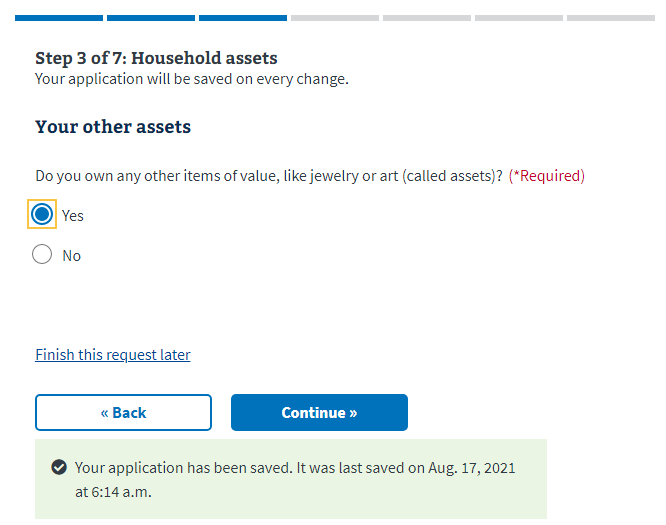 Step 3 of 7: Household assets
Your application will be saved on every change.
Your other assets
Do you own any other items of value, like jewelry or art (called assets)? (*Required)
Yes
No
Finish this request later
« Back
Continue »
Your application has been saved. It was last saved on Aug. 17, 2021
at 6:14 a.m.